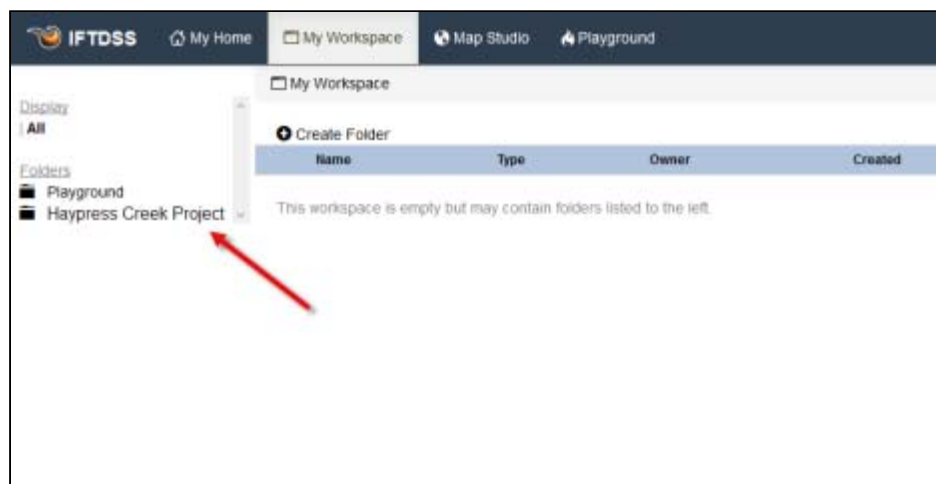 IFTDSS My Home My Workspace Map Studio Playground
My Workspace
Display
All
Create Folder
Name Type Owner Created
Folders
Playground
Haypress Creek Project
This workspace is empty but may contain folders listed to the left.